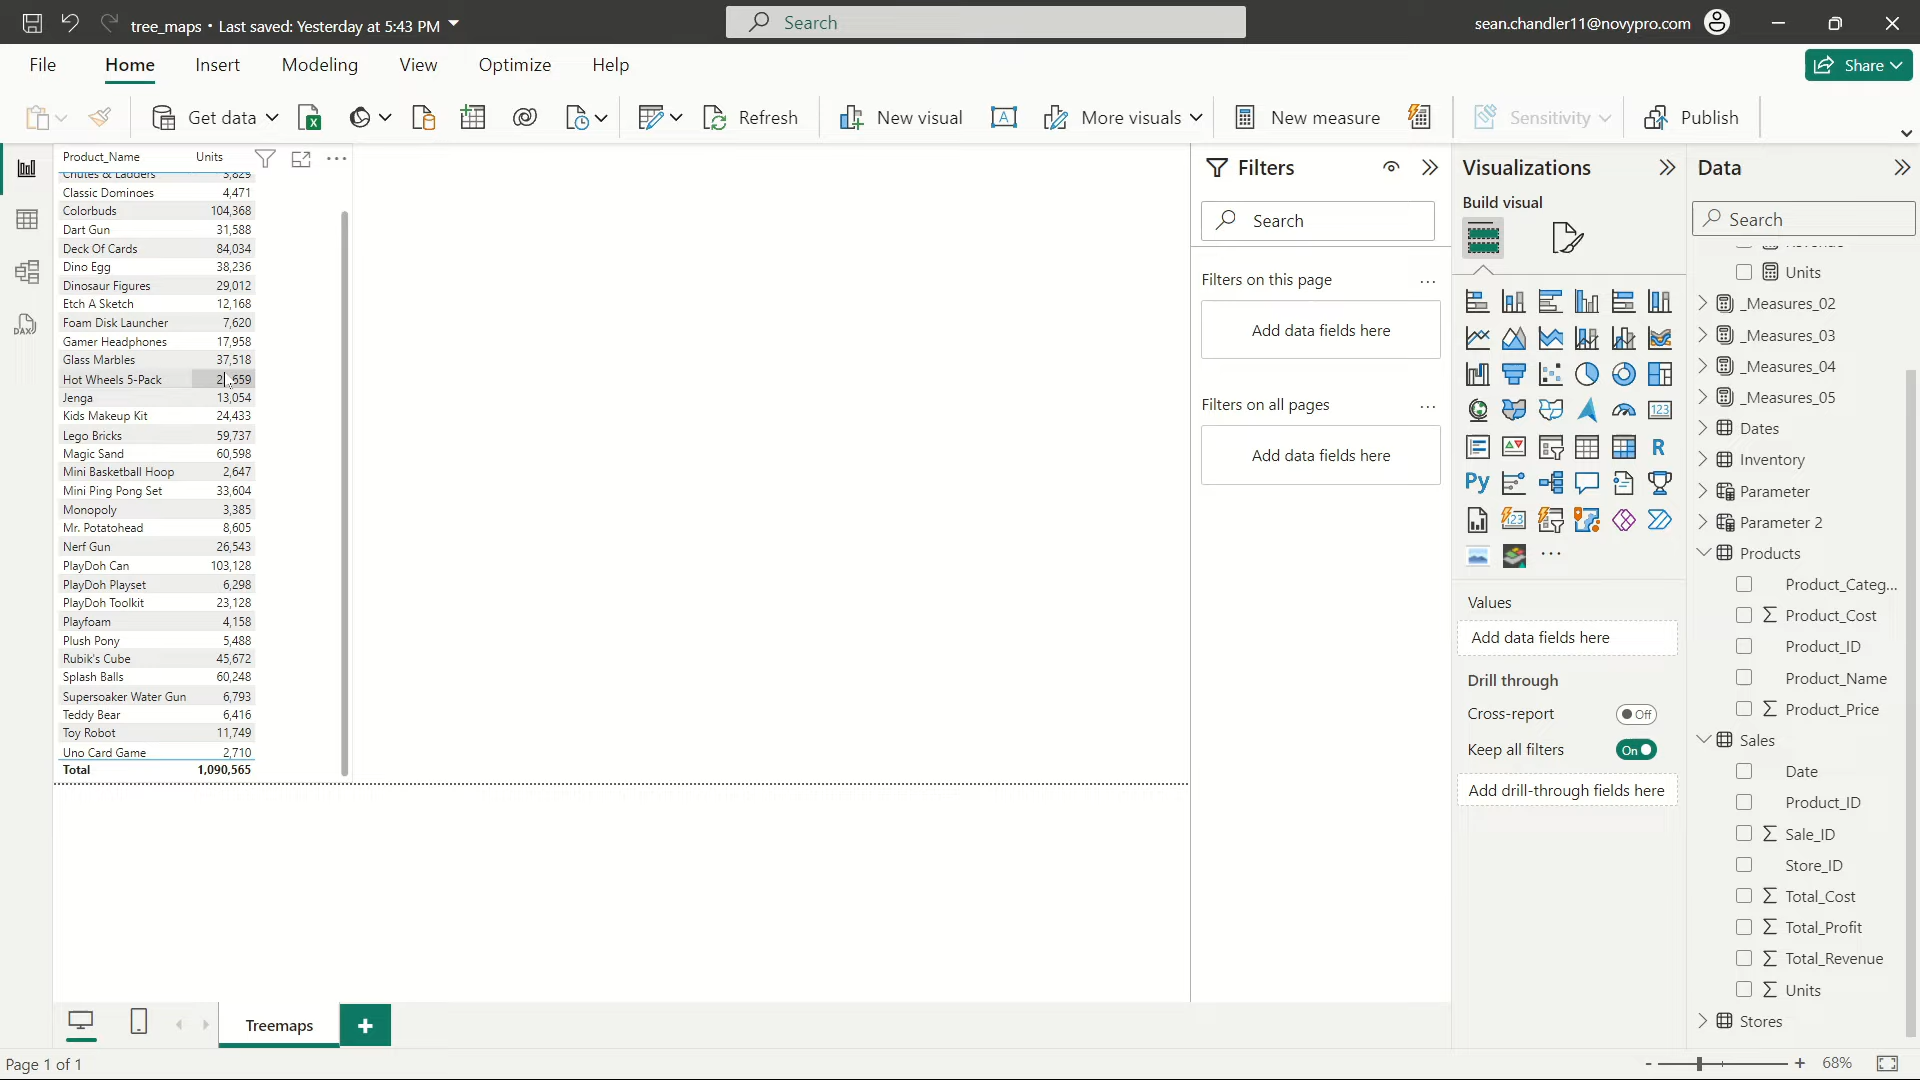 tree_maps • Last saved: Yesterday at 5:43 PM
Search
sean.chandler11@novypro.com
File Home Insert Modeling View Optimize Help
Share
Get data
Refresh
New visual
More visuals
New measure
Sensitivity
Publish
Product_Name Units
Chutes & Ladders 3,829
Classic Dominoes 4,471
Colorbuds 104,368
Dart Gun 31,588
Deck Of Cards 84,034
Dino Egg 38,236
Dinosaur Figures 29,012
Etch A Sketch 12,168
Foam Disk Launcher 7,620
Gamer Headphones 17,958
Glass Marbles 37,518
Hot Wheels 5-Pack
Jenga 13,054
Kids Makeup Kit 24,433
Lego Bricks 59,737
Magic Sand 60,598
Mini Basketball Hoop 2,647
Mini Ping Pong Set 33,604
Monopoly 3,385
Mr. Potatohead 8,605
Nerf Gun 26,543
PlayDoh Can 103,128
PlayDoh Playset 6,298
PlayDoh Toolkit 23,128
Playfoam 4,158
Plush Pony 5,488
Rubik's Cube 45,672
Splash Balls 60,248
Supersoaker Water Gun 6,793
Teddy Bear 6,416
Toy Robot 11,749
Uno Card Game 2,710
Total 1,090,565
Filters
Search
Filters on this page
Add data fields here
Filters on all pages
Add data fields here
Visualizations
Build visual
123
R
Py
123
Values
Add data fields here
Drill through
Cross-report Off
Keep all filters On
Add drill-through fields here
Data
Search
Units
_Measures_02
_Measures_03
_Measures_04
_Measures_05
Dates
Inventory
Parameter
Parameter 2
Products
Product_Categ...
Product_Cost
Product_ID
Product_Name
Product_Price
Sales
Date
Product_ID
Sale_ID
Store_ID
Total_Cost
Total_Profit
Total_Revenue
Units
Stores
DAX
Treemaps
Page 1 of 1
68%